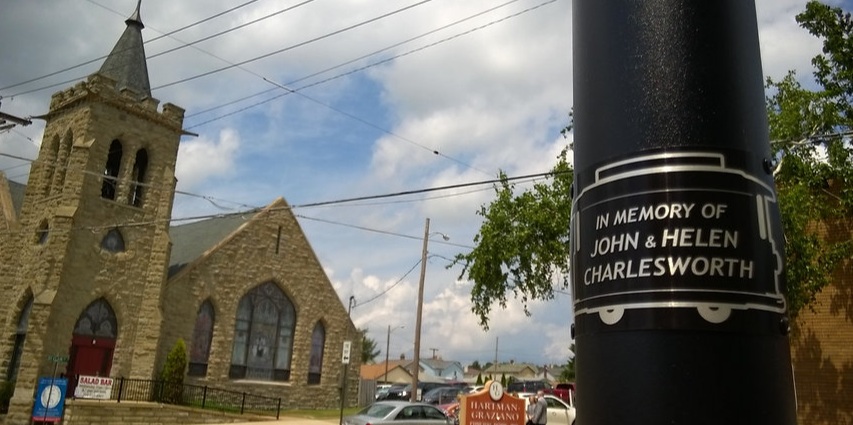 IN MEMORY OF
JOHN & HELEN
CHARLESWORTH
SALAD BAR
HARTMAN
GRAZIANO